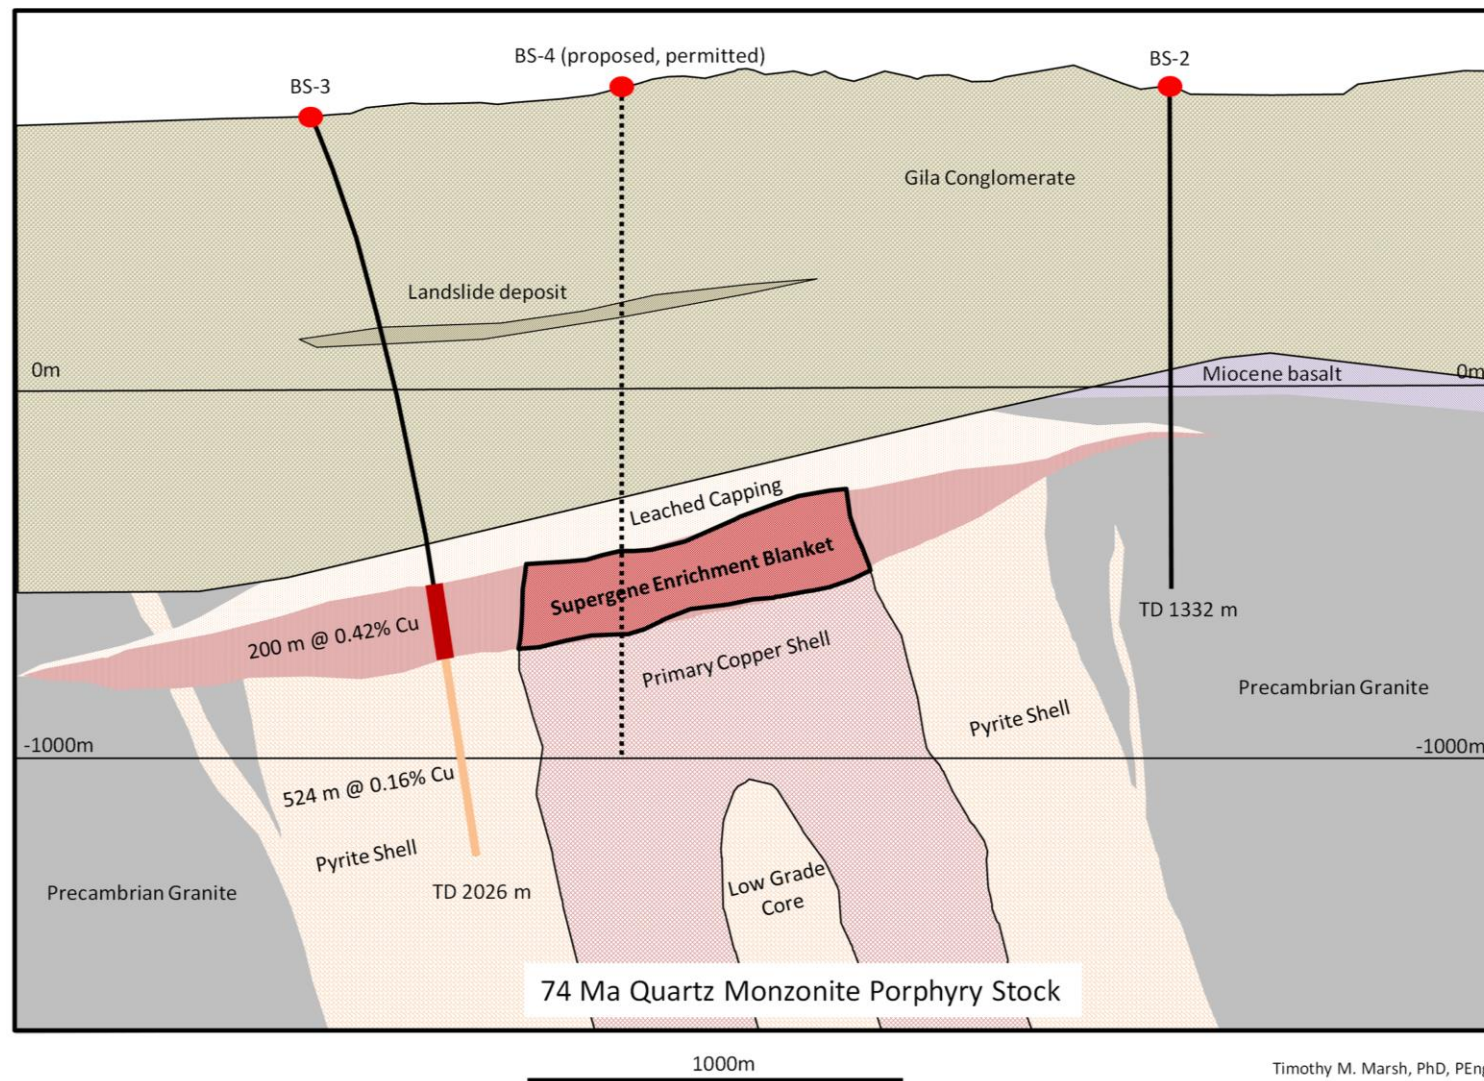 BS-3
BS-4 (proposed, permitted)
BS-2
Gila Conglomerate
Landslide deposit
0m
Miocene basalt
0m
Leached Capping
Supergene Enrichment Blanket
200 m @ 0.42% Cu
TD 1332 m
Primary Copper Shell
Precambrian Granite
Pyrite Shell
-1000m
-1000m
524 m @ 0.16% Cu
Pyrite Shell
Precambrian Granite
TD 2026 m
Low Grade
Core
74 Ma Quartz Monzonite Porphyry Stock
1000m
Timothy M. Marsh, PhD, PEng